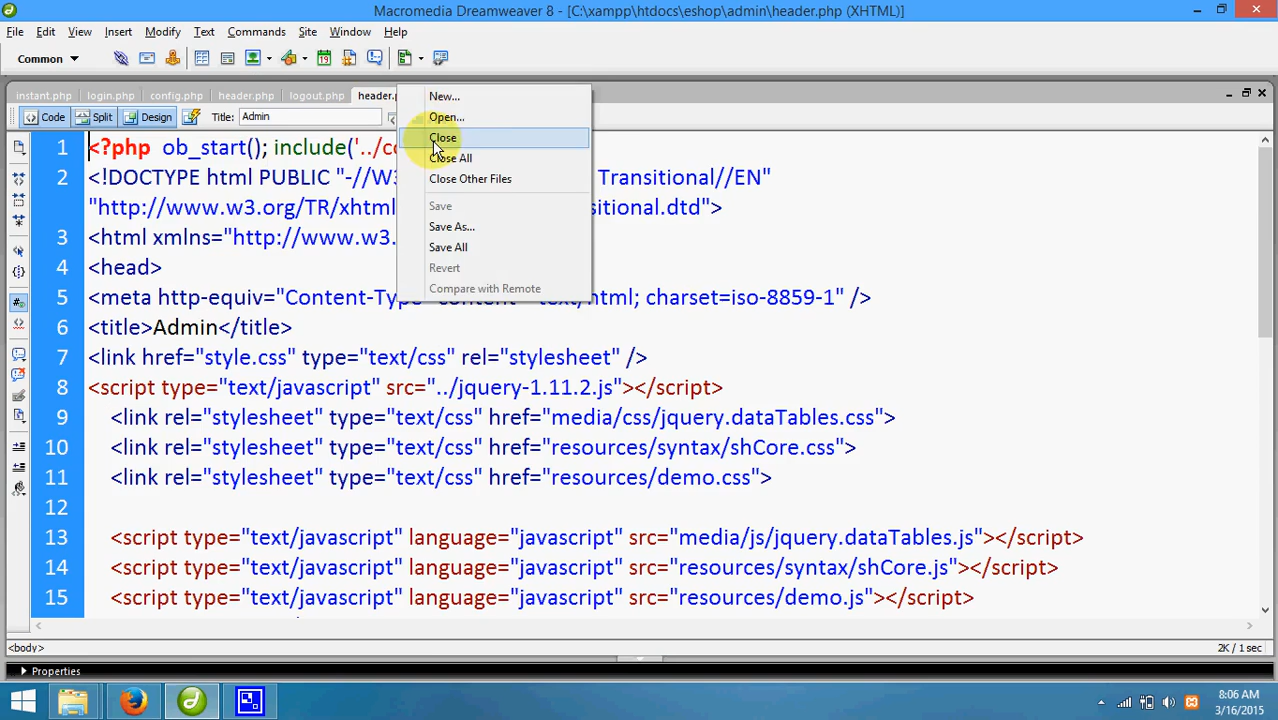 Macromedia Dreamweaver 8 - [C:\xampp\htdocs\eshop\admin\header.php (XHTML)]
File Edit View Insert Modify Text Commands Site Window Help
Common
instant.php login.php config.php header.php logout.php header.p
Code Split Design Title: Admin
New...
Open...
Close
Close All
Close Other Files
Save
Save As...
Save All
Revert
Compare with Remote
1 <?php ob_start(); include('../co
2 <!DOCTYPE html PUBLIC "-//W3 Transitional//EN"
"http://www.w3.org/TR/xhtml sitional.dtd">
3 <html xmlns="http://www.w3.
4 <head>
5 <meta http-equiv="Content-Type" text/html; charset=iso-8859-1" />
6 <title>Admin</title>
7 <link href="style.css" type="text/css" rel="stylesheet" />
8 <script type="text/javascript" src="../jquery-1.11.2.js"></script>
9 <link rel="stylesheet" type="text/css" href="media/css/jquery.dataTables.css">
10 <link rel="stylesheet" type="text/css" href="resources/syntax/shCore.css">
11 <link rel="stylesheet" type="text/css" href="resources/demo.css">
12
13 <script type="text/javascript" language="javascript" src="media/js/jquery.dataTables.js"></script>
14 <script type="text/javascript" language="javascript" src="resources/syntax/shCore.js"></script>
15 <script type="text/javascript" language="javascript" src="resources/demo.js"></script>
<body>
2K / 1 sec
Properties
8:06 AM
3/16/2015